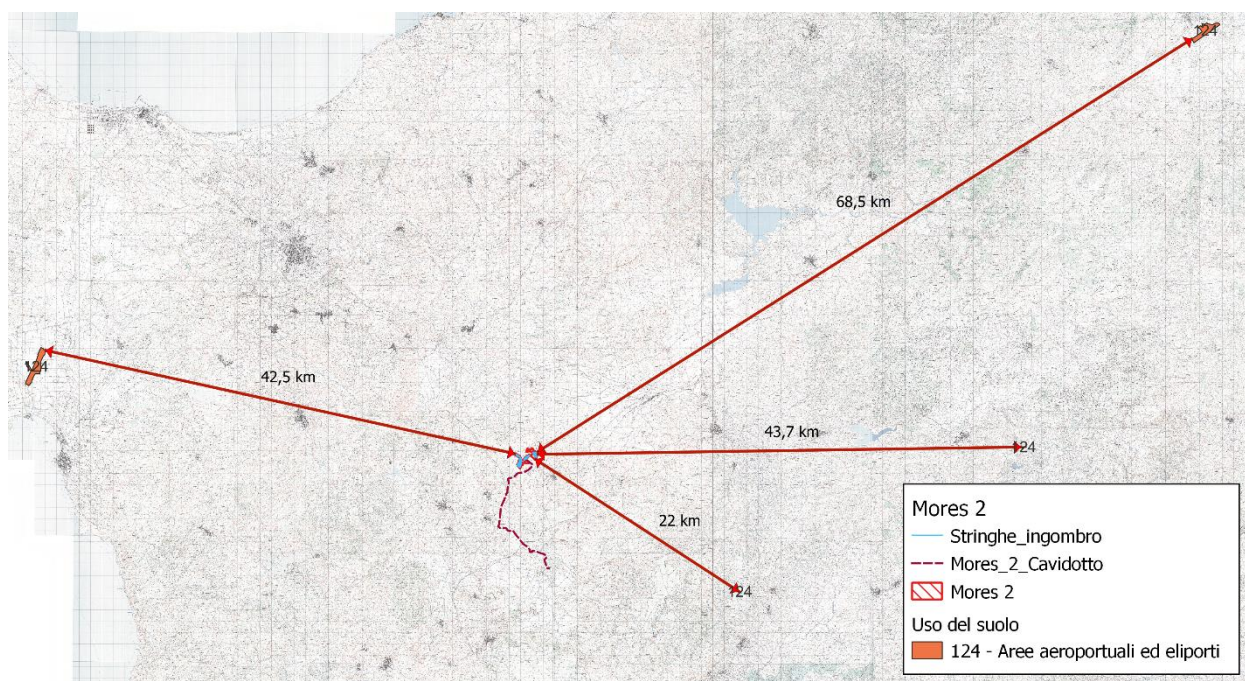 124
68,5 km
124
42,5 km
43,7 km
124
22 km
124
Mores 2
Stringhe_ingombro
Mores_2_Cavidotto
Mores 2
Uso del suolo
124 - Aree aeroportuali ed eliporti